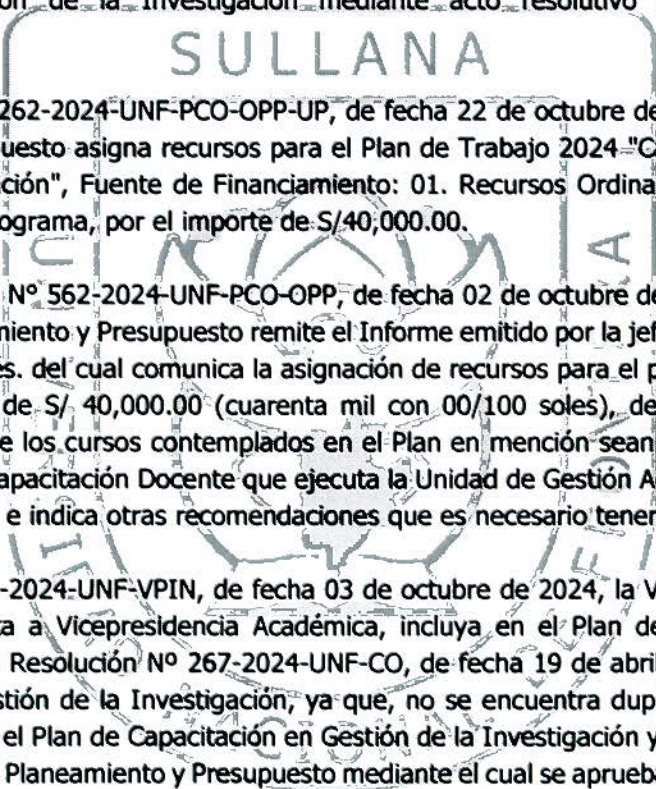 ón de la Investigación mediante acto resolutivo
SULLANA
262-2024-UNF-PCO-OPP-UP, de fecha 22 de octubre de
uesto asigna recursos para el Plan de Trabajo 2024 "C
ción", Fuente de Financiamiento: 01. Recursos Ordina
ograma, por el importe de S/40,000.00.
Nº 562-2024-UNF-PCO-OPP, de fecha 02 de octubre de
miento y Presupuesto remite el Informe emitido por la jef
es. del cual comunica la asignación de recursos para el p
de S/ 40,000.00 (cuarenta mil con 00/100 soles), de
e los cursos contemplados en el Plan en mención sean
apacitación Docente que ejecuta la Unidad de Gestión A
e indica otras recomendaciones que es necesario tener
-2024-UNF-VPIN, de fecha 03 de octubre de 2024, la V
ta a Vicepresidencia Académica, incluya en el Plan de
Resolución Nº 267-2024-UNF-CO, de fecha 19 de abril
stión de la Investigación, ya que, no se encuentra dup
el Plan de Capacitación en Gestión de la Investigación y
Planeamiento y Presupuesto mediante el cual se aprueba